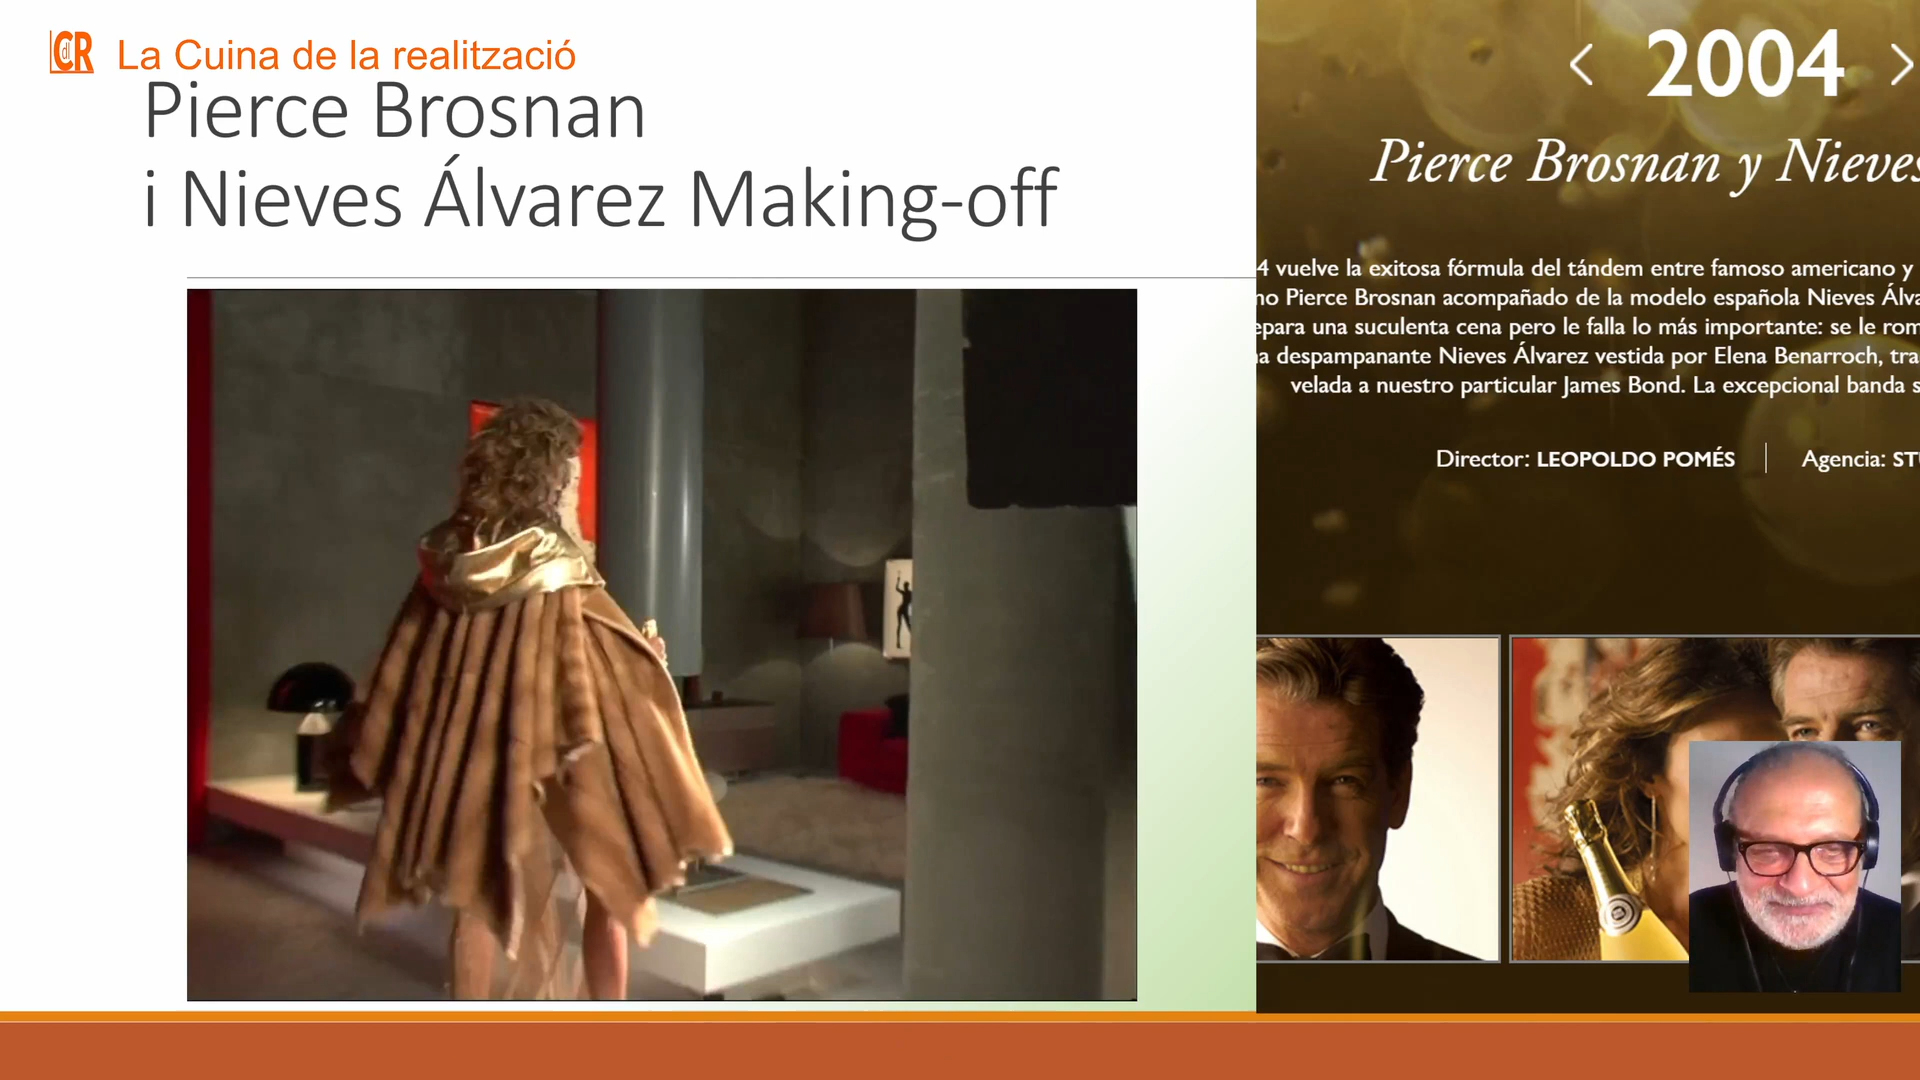 CR
La Cuina de la realització
Pierce Brosnan
i Nieves Álvarez Making-off
2004
Pierce Brosnan y Nieves
4 vuelve la exitosa fórmula del tándem entre famoso americano y
Pierce Brosnan acompañado de la modelo española Nieves
para una suculenta cena pero le falla lo más importante: se le
despampanante Nieves Álvarez vestida por Elena Benarroch,
velada a nuestro particular James Bond. La excepcional banda
Director: LEOPOLDO POMÉS
Agencia: